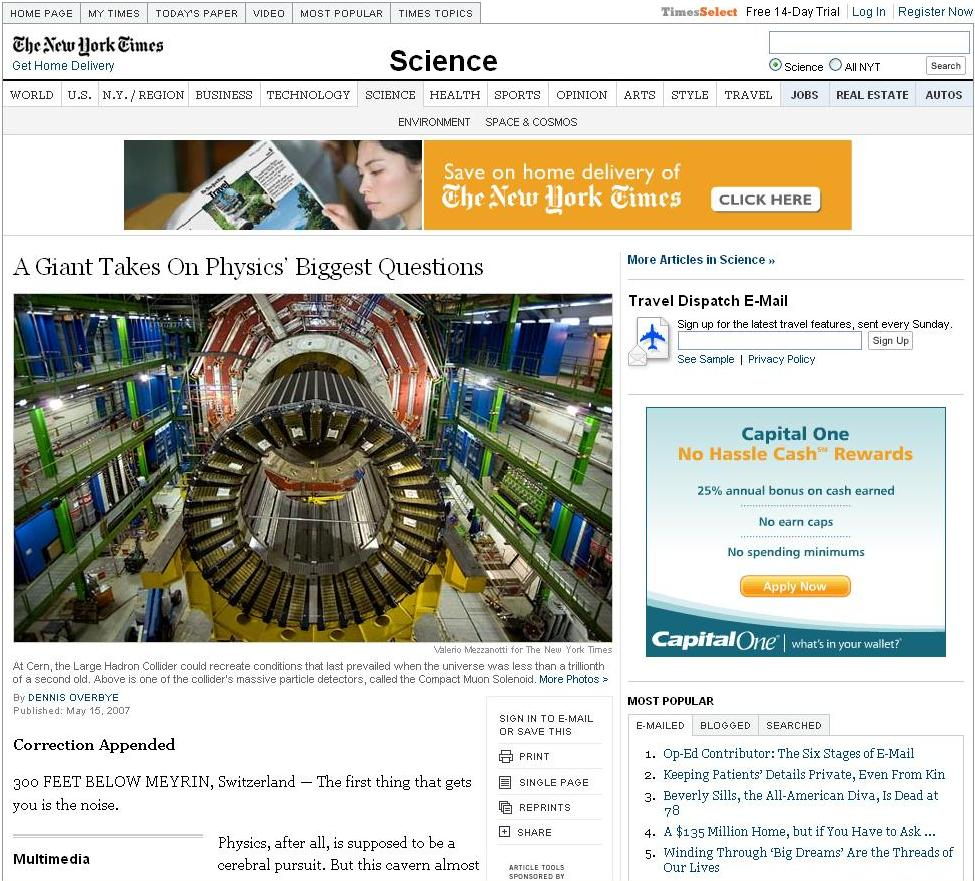 HOME PAGE MY TIMES TODAY'S PAPER VIDEO MOST POPULAR TIMES TOPICS
TimesSelect Free 14-Day Trial Log In Register Now
The New York Times
Get Home Delivery
Science
Science All NYT Search
WORLD U.S. N.Y. / REGION BUSINESS TECHNOLOGY SCIENCE HEALTH SPORTS OPINION ARTS STYLE TRAVEL JOBS REAL ESTATE AUTOS
ENVIRONMENT SPACE & COSMOS
Travel
Save on home delivery of
The New York Times
CLICK HERE
A Giant Takes On Physics' Biggest Questions
Valerio Mezzanotti for The New York Times
At Cern, the Large Hadron Collider could recreate conditions that last prevailed when the universe was less than a trillionth
of a second old. Above is one of the collider's massive particle detectors, called the Compact Muon Solenoid. More Photos >
By DENNIS OVERBYE
Published: May 15, 2007
Correction Appended
300 FEET BELOW MEYRIN, Switzerland — The first thing that gets
you is the noise.
Multimedia
Physics, after all, is supposed to be a
cerebral pursuit. But this cavern almost
SIGN IN TO E-MAIL
OR SAVE THIS
PRINT
SINGLE PAGE
REPRINTS
SHARE
ARTICLE TOOLS
SPONSORED BY
More Articles in Science »
Travel Dispatch E-Mail
Sign up for the latest travel features, sent every Sunday.
Sign Up
See Sample | Privacy Policy
Capital One
No Hassle Cash℠ Rewards
25% annual bonus on cash earned
No earn caps
No spending minimums
Apply Now
CapitalOne | what's in your wallet?
MOST POPULAR
E-MAILED BLOGGED SEARCHED
1. Op-Ed Contributor: The Six Stages of E-Mail
2. Keeping Patients' Details Private, Even From Kin
3. Beverly Sills, the All-American Diva, Is Dead at
78
4. A $135 Million Home, but if You Have to Ask ...
5. Winding Through 'Big Dreams' Are the Threads of
Our Lives